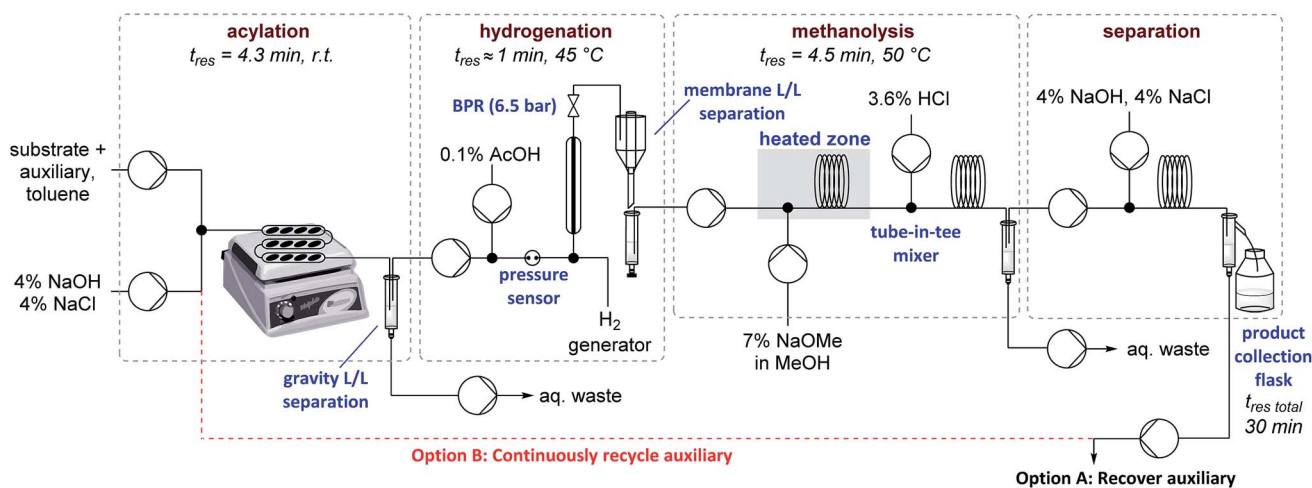 acylation
t_res = 4.3 min, r.t.
hydrogenation
t_res ≈ 1 min, 45 °C
methanolysis
t_res = 4.5 min, 50 °C
separation
BPR (6.5 bar)
membrane L/L
separation
3.6% HCl
4% NaOH, 4% NaCl
heated zone
substrate +
auxiliary,
toluene
0.1% AcOH
tube-in-tee
mixer
pressure
sensor
4% NaOH
4% NaCl
H2
generator
7% NaOMe
in MeOH
gravity L/L
separation
aq. waste
aq. waste
product
collection
flask
t_res total
30 min
Option B: Continuously recycle auxiliary
Option A: Recover auxiliary